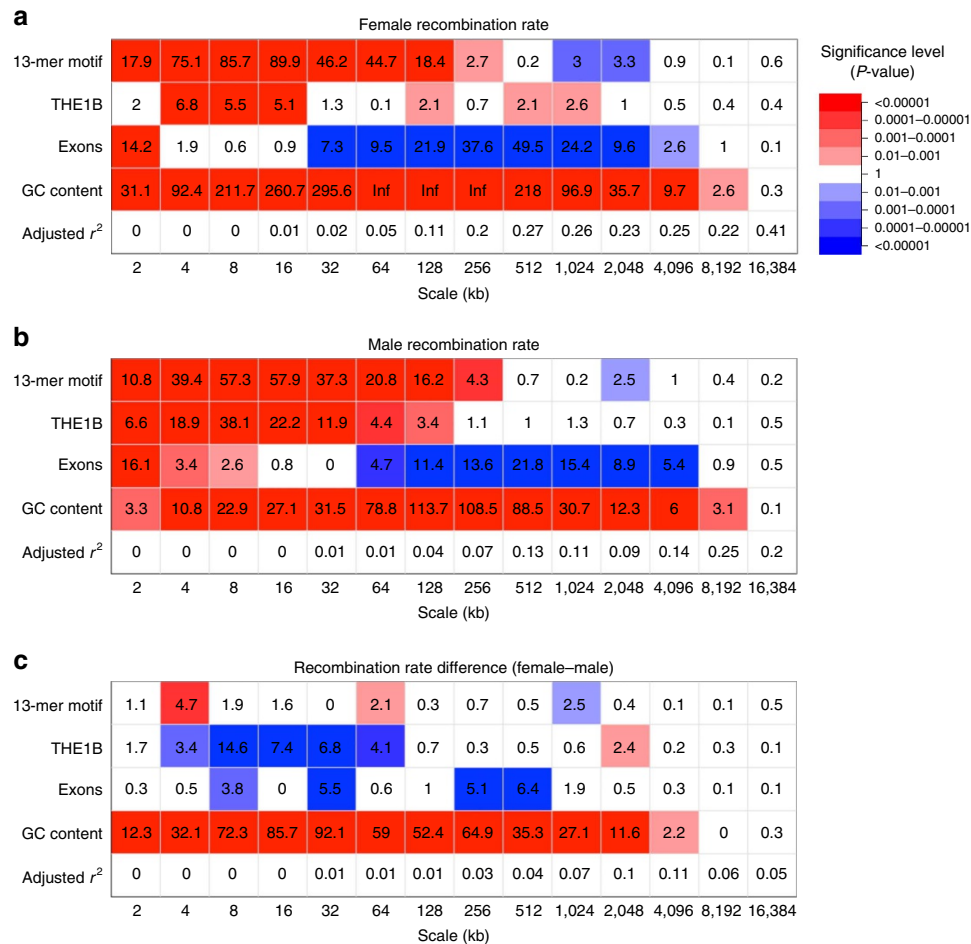 a
Female recombination rate
13-mer motif 17.9 75.1 85.7 89.9 46.2 44.7 18.4 2.7 0.2 3 3.3 0.9 0.1 0.6
THE1B 2 6.8 5.5 5.1 1.3 0.1 2.1 0.7 2.1 2.6 1 0.5 0.4 0.4
Exons 14.2 1.9 0.6 0.9 7.3 9.5 21.9 37.6 49.5 24.2 9.6 2.6 1 0.1
GC content 31.1 92.4 211.7 260.7 295.6 Inf Inf Inf 218 96.9 35.7 9.7 2.6 0.3
Adjusted r² 0 0 0 0.01 0.02 0.05 0.11 0.2 0.27 0.26 0.23 0.25 0.22 0.41
2 4 8 16 32 64 128 256 512 1,024 2,048 4,096 8,192 16,384
Scale (kb)
Significance level
(P-value)
<0.00001
0.0001–0.00001
0.001–0.0001
0.01–0.001
1
0.01–0.001
0.001–0.0001
0.0001–0.00001
<0.00001
b
Male recombination rate
13-mer motif 10.8 39.4 57.3 57.9 37.3 20.8 16.2 4.3 0.7 0.2 2.5 1 0.4 0.2
THE1B 6.6 18.9 38.1 22.2 11.9 4.4 3.4 1.1 1 1.3 0.7 0.3 0.1 0.5
Exons 16.1 3.4 2.6 0.8 0 4.7 11.4 13.6 21.8 15.4 8.9 5.4 0.9 0.5
GC content 3.3 10.8 22.9 27.1 31.5 78.8 113.7 108.5 88.5 30.7 12.3 6 3.1 0.1
Adjusted r² 0 0 0 0.01 0.01 0.04 0.07 0.13 0.11 0.09 0.14 0.25 0.2
2 4 8 16 32 64 128 256 512 1,024 2,048 4,096 8,192 16,384
Scale (kb)
c
Recombination rate difference (female–male)
13-mer motif 1.1 4.7 1.9 1.6 0 2.1 0.3 0.7 0.5 2.5 0.4 0.1 0.1 0.5
THE1B 1.7 3.4 14.6 7.4 6.8 4.1 0.7 0.3 0.5 0.6 2.4 0.2 0.3 0.1
Exons 0.3 0.5 3.8 0 5.5 0.6 1 5.1 6.4 1.9 0.5 0.3 0.1 0.1
GC content 12.3 32.1 72.3 85.7 92.1 59 52.4 64.9 35.3 27.1 11.6 2.2 0 0.3
Adjusted r² 0 0 0 0 0.01 0.01 0.01 0.03 0.04 0.07 0.1 0.11 0.06 0.05
2 4 8 16 32 64 128 256 512 1,024 2,048 4,096 8,192 16,384
Scale (kb)